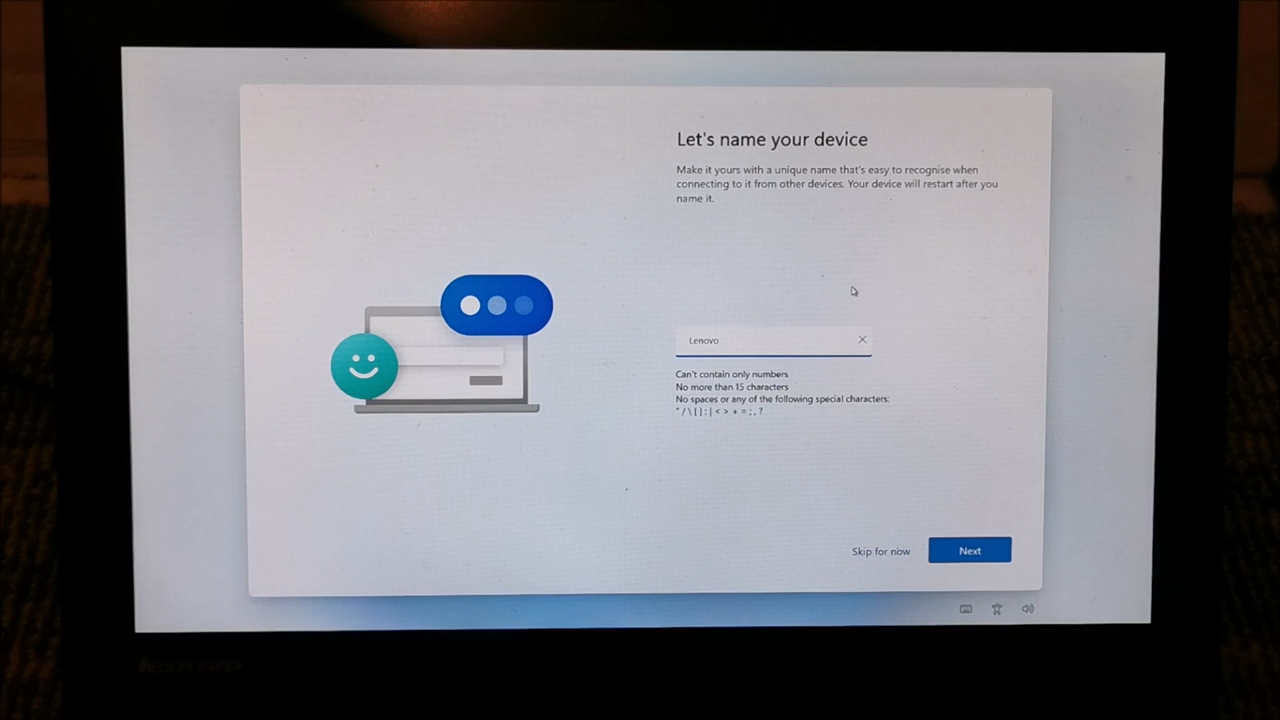 Let's name your device
Make it yours with a unique name that's easy to recognise when
connecting to it from other devices. Your device will restart after you
name it.
Lenovo
Can't contain only numbers
No more than 15 characters
No spaces or any of the following special characters:
" / \ [ ] : | < > + = ; , ?
Skip for now
Next
lenovo